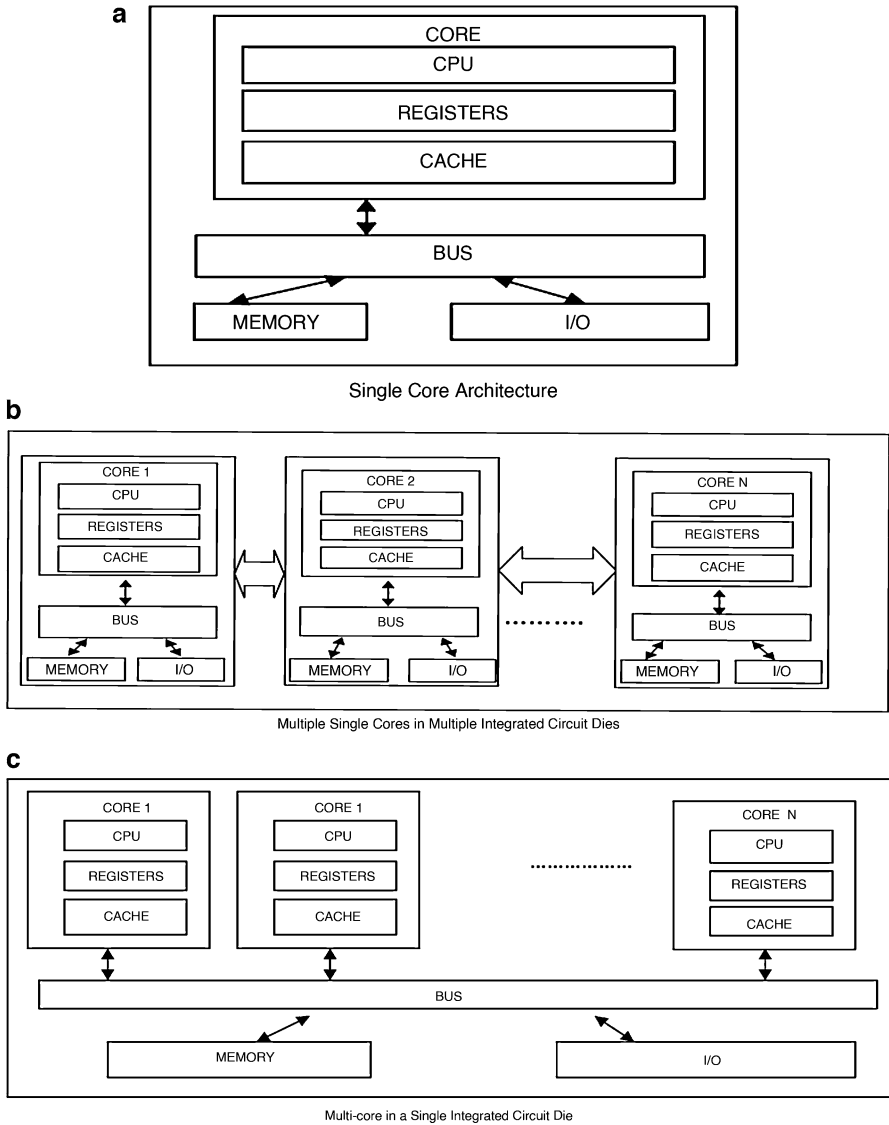 a
CORE
CPU
REGISTERS
CACHE
BUS
MEMORY I/O
Single Core Architecture
b
CORE 1 CORE 2 CORE N
CPU CPU CPU
REGISTERS REGISTERS REGISTERS
CACHE CACHE CACHE
BUS BUS BUS
MEMORY I/O MEMORY I/O MEMORY I/O
Multiple Single Cores in Multiple Integrated Circuit Dies
c
CORE 1 CORE 1 CORE N
CPU CPU CPU
REGISTERS REGISTERS REGISTERS
CACHE CACHE CACHE
BUS
MEMORY I/O
Multi-core in a Single Integrated Circuit Die